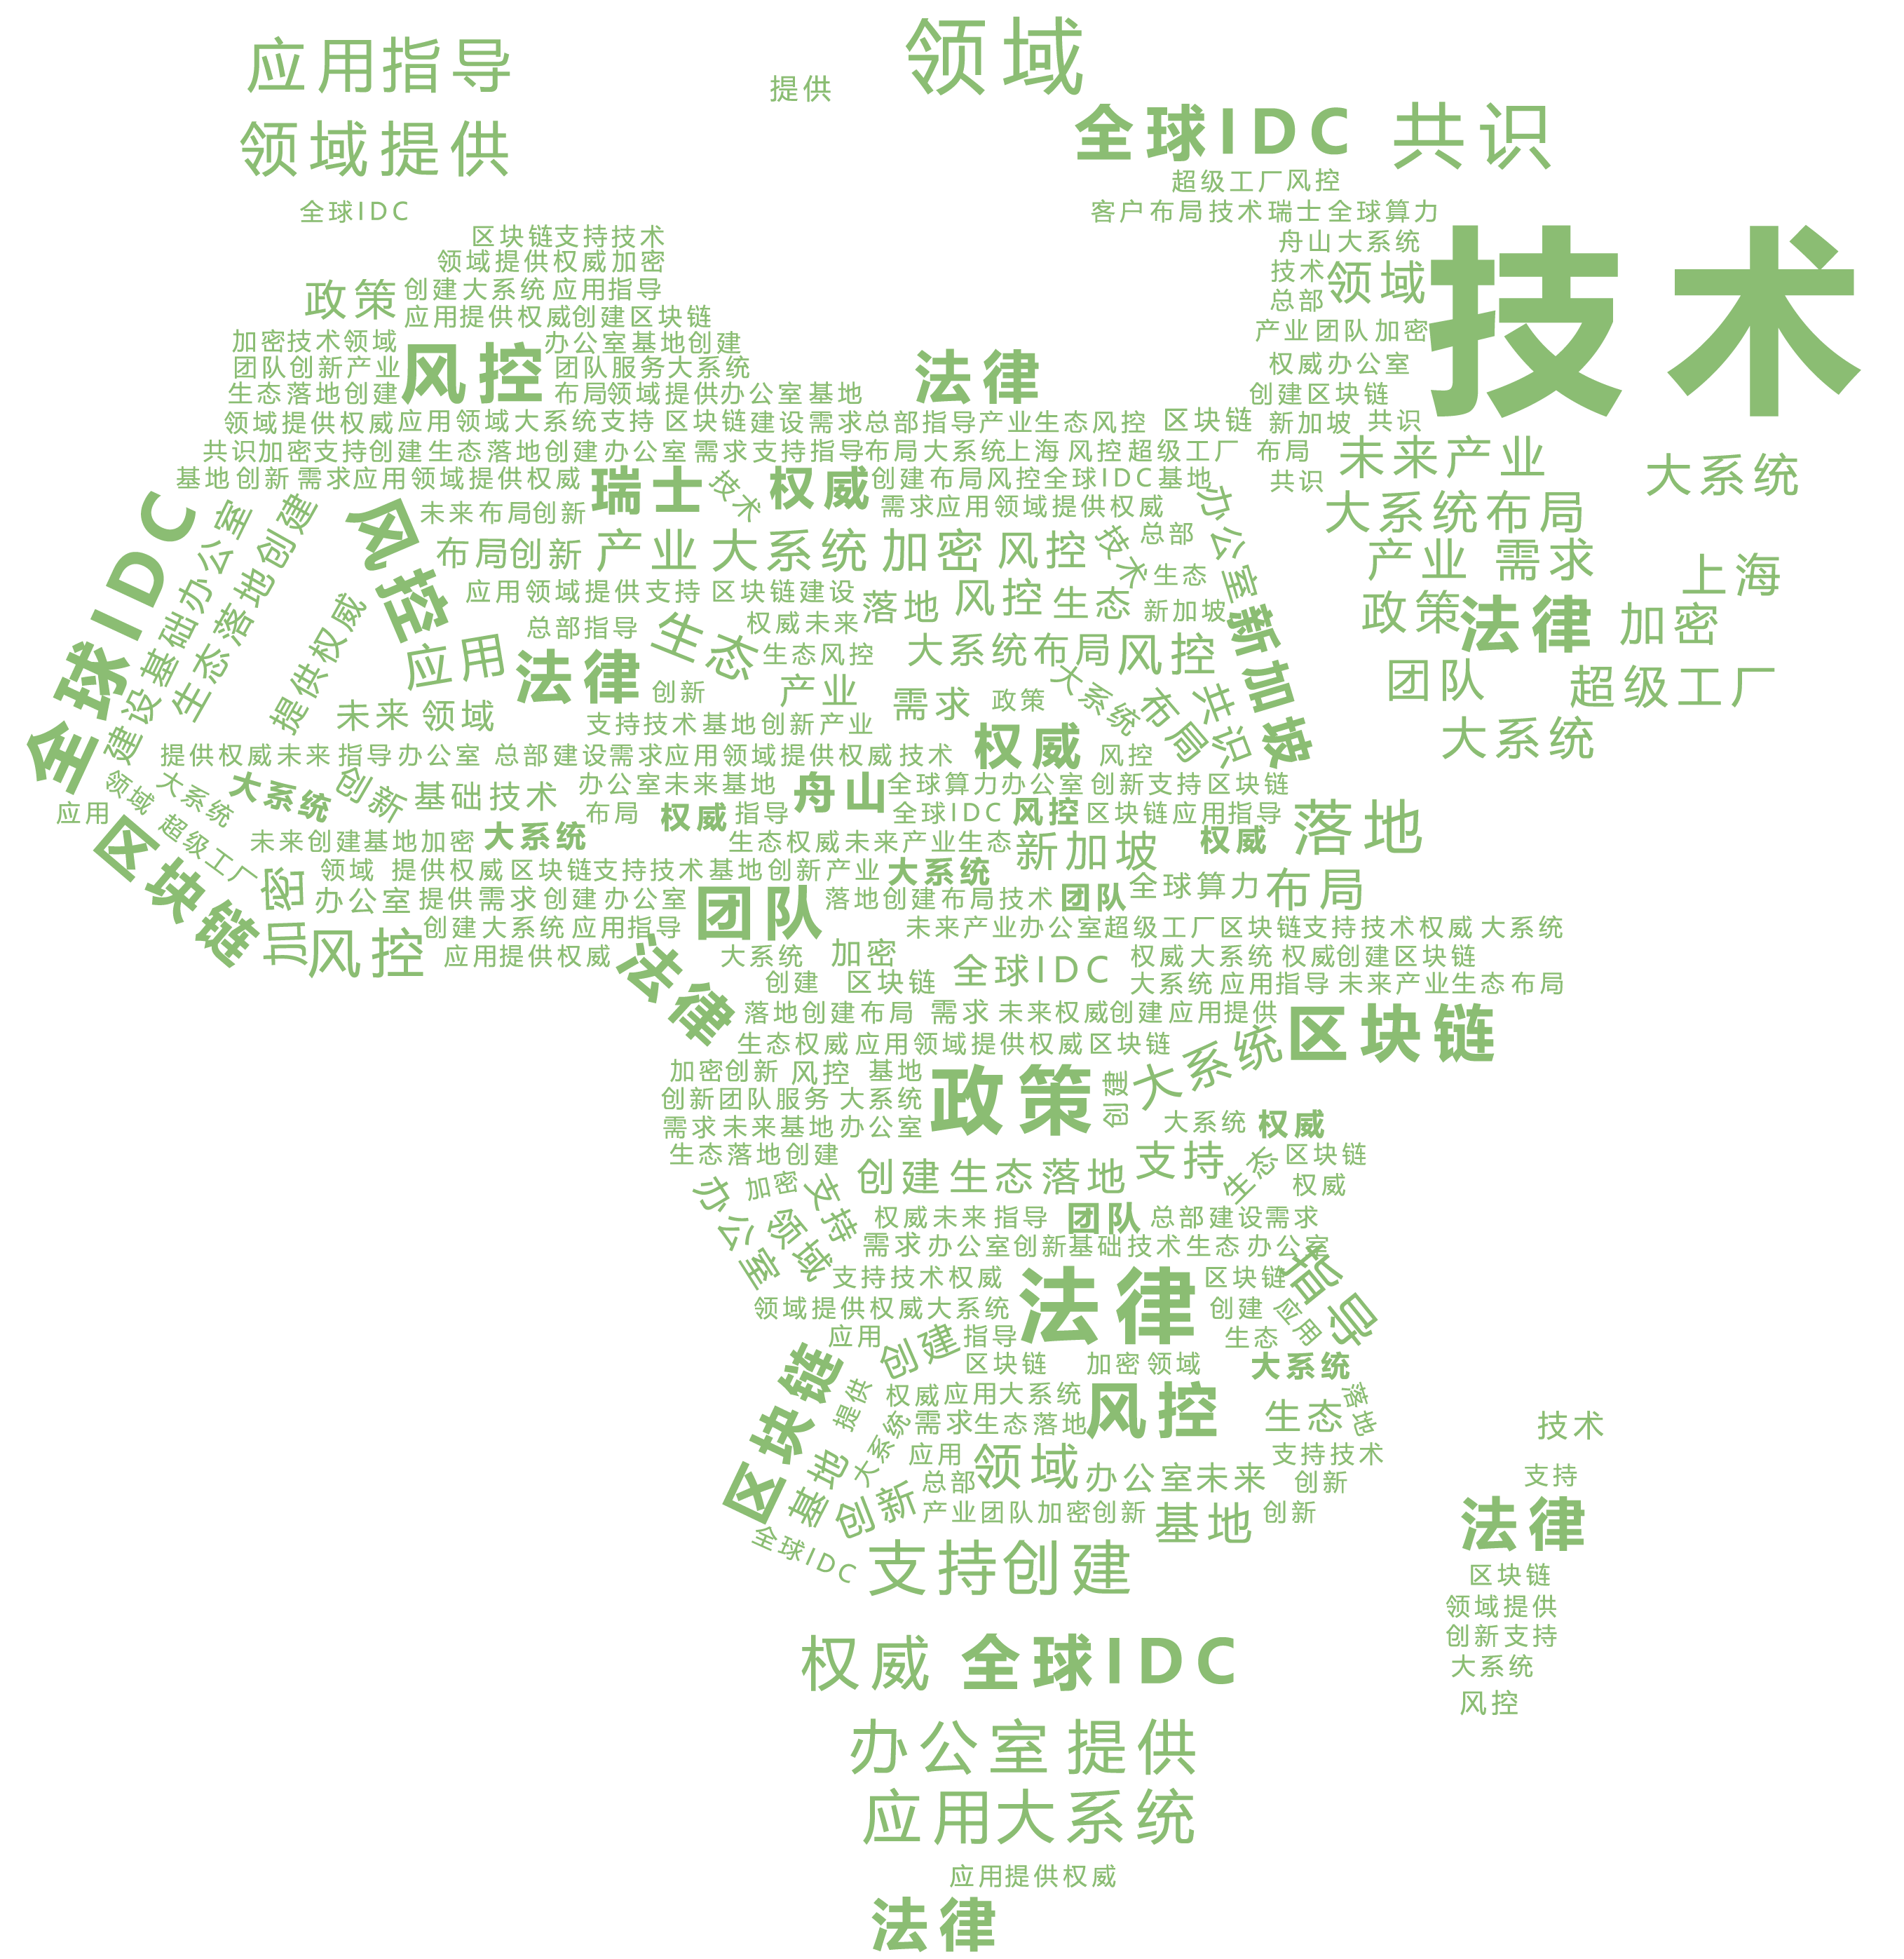 应用指导
领域
提供
领域提供
全球IDC 共识
超级工厂风控
全球IDC
客户布局技术瑞士全球算力
区块链支持技术
舟山大系统
技术
领域提供权威加密
技术 领域
政策 创建大系统 应用指导
总部
应用提供权威创建区块链
产业团队加密
加密技术领域
风控
办公室基地创建
法律
团队创新产业
团队服务大系统
权威办公室
生态落地创建
布局领域提供办公室基地
创建区块链
领域提供权威应用领域大系统支持 区块链建设需求总部指导产业生态风控 区块链 新加坡 共识
共识加密支持创建生态落地创建办公室需求支持指导布局大系统上海 风控超级工厂 布局
未来产业
大系统
基地创新需求应用领域提供权威 瑞士 技术 权威 创建布局风控全球IDC基地 共识
未来布局创新
需求应用领域提供权威
办公室
大系统布局
全球IDC
建设基础办公室
生态落地创建
风控
布局创新 产业大系统 加密风控
技术
总部
生态
产业 需求
上海
提供权威
应用领域提供支持 区块链建设
落地 风控 生态
新加坡
新加坡
政策 法律 加密
总部指导
生态
权威未来
应用 法律
创新
生态风控
大系统布局风控
团队
超级工厂
未来领域
产业
需求 政策
大系统
布局
共识
大系统
支持技术基地创新产业
提供权威未来指导办公室 总部建设需求应用领域提供权威技术 权威 风控
领域
大系统
大系统
创新
基础技术
办公室未来基地 舟山 全球算力办公室创新支持区块链
应用
布局 权威 指导
全球IDC 风控 区块链应用指导
落地
区块链
超级工厂
未来创建基地加密 大系统
生态权威未来产业生态 新加坡 权威
加密
领域 提供权威区块链支持技术基地创新产业 大系统
办公室提供需求创建办公室 团队 落地创建布局技术 团队 全球算力 布局
风控
创建大系统应用指导
未来产业办公室超级工厂区块链支持技术权威大系统
应用提供权威
法律
大系统 加密
权威大系统 权威创建区块链
创建 区块链 全球IDC
大系统应用指导未来产业生态布局
落地创建布局 需求 未来权威创建应用提供 区块链
生态权威应用领域提供权威区块链
大系统
加密创新 风控 基地
政策
创建
创新团队服务 大系统
需求未来基地办公室
大系统 权威
生态落地创建
创建生态落地 支持
生态
区块链
权威
办公室
加密
支持
领域
权威未来指导 团队 总部建设需求
需求办公室创新基础技术生态办公室
支持技术权威
法律
区块链
指导
领域提供权威大系统
创建
应用
应用
创建
指导
生态
区块链 加密领域
大系统
区块链
提供
权威应用大系统
风控
生态
落地
需求生态落地
技术
基地
大系统
应用 领域
支持技术
总部
办公室未来 创新
支持
创新
产业团队加密创新 基地 创新
法律
全球IDC
支持创建
区块链
领域提供
创新支持
权威 全球IDC
大系统
风控
办公室提供
应用大系统
应用提供权威
法律